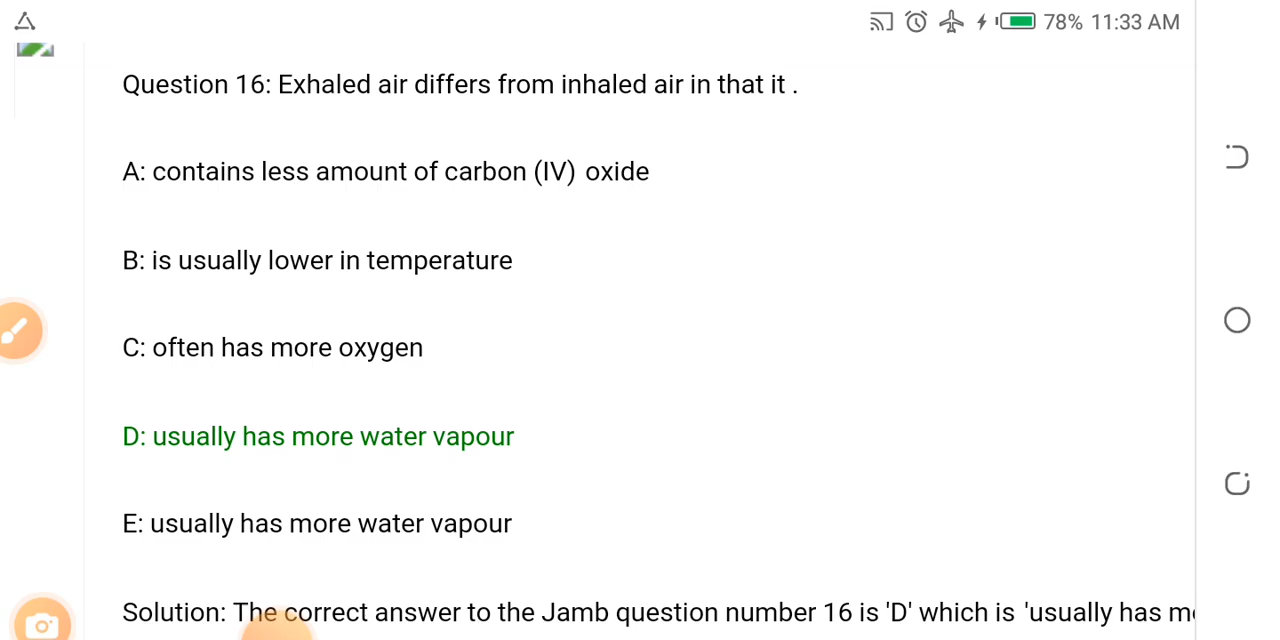 78% 11:33 AM
Question 16: Exhaled air differs from inhaled air in that it .
A: contains less amount of carbon (IV) oxide
B: is usually lower in temperature
C: often has more oxygen
D: usually has more water vapour
E: usually has more water vapour
Solution: The correct answer to the Jamb question number 16 is 'D' which is 'usually has